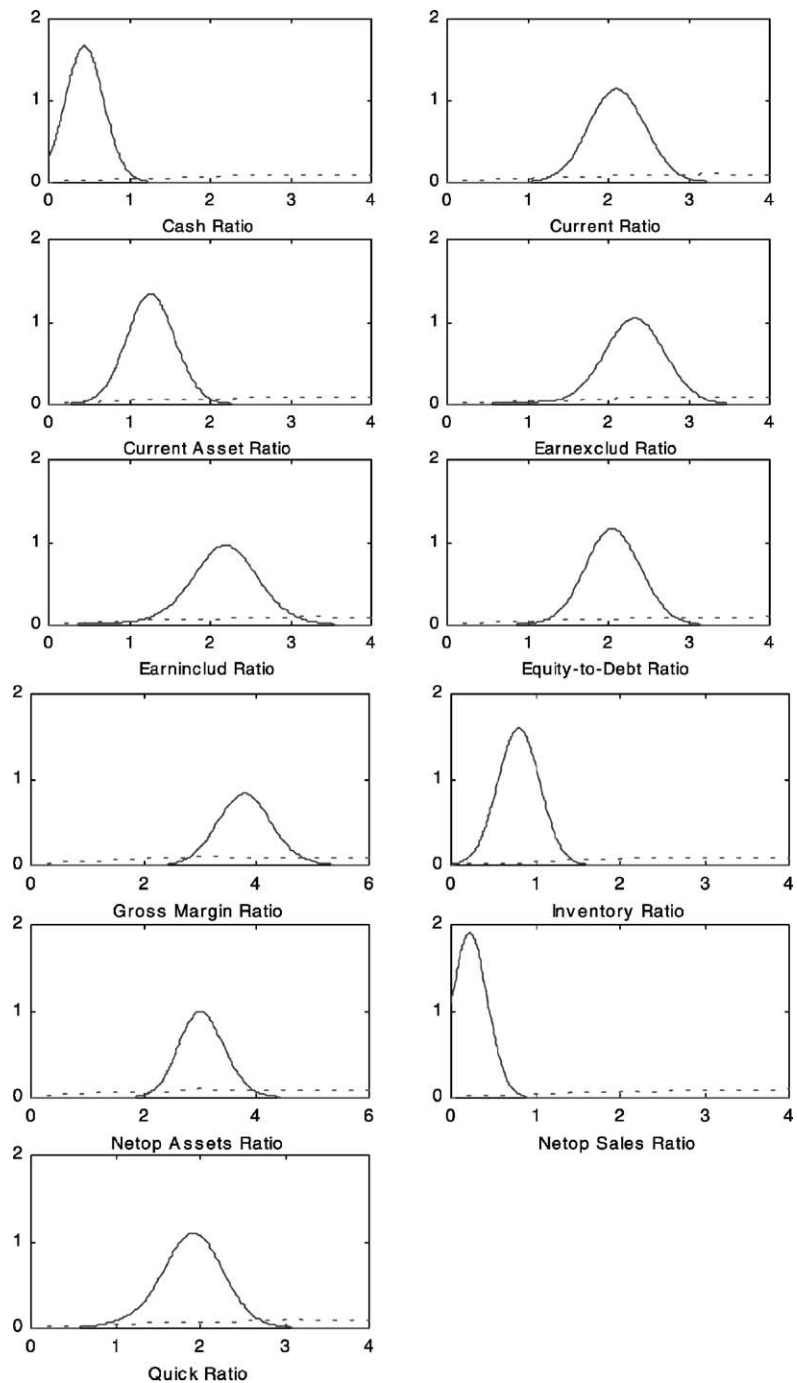 2
1
0
0 1 2 3 4
Cash Ratio
2
1
0
0 1 2 3 4
Current Ratio
2
1
0
0 1 2 3 4
Current Asset Ratio
2
1
0
0 1 2 3 4
Earnexclud Ratio
2
1
0
0 1 2 3 4
Earninclud Ratio
2
1
0
0 1 2 3 4
Equity-to-Debt Ratio
2
1
0
0 2 4 6
Gross Margin Ratio
2
1
0
0 1 2 3 4
Inventory Ratio
2
1
0
0 2 4 6
Netop Assets Ratio
2
1
0
0 1 2 3 4
Netop Sales Ratio
2
1
0
0 1 2 3 4
Quick Ratio